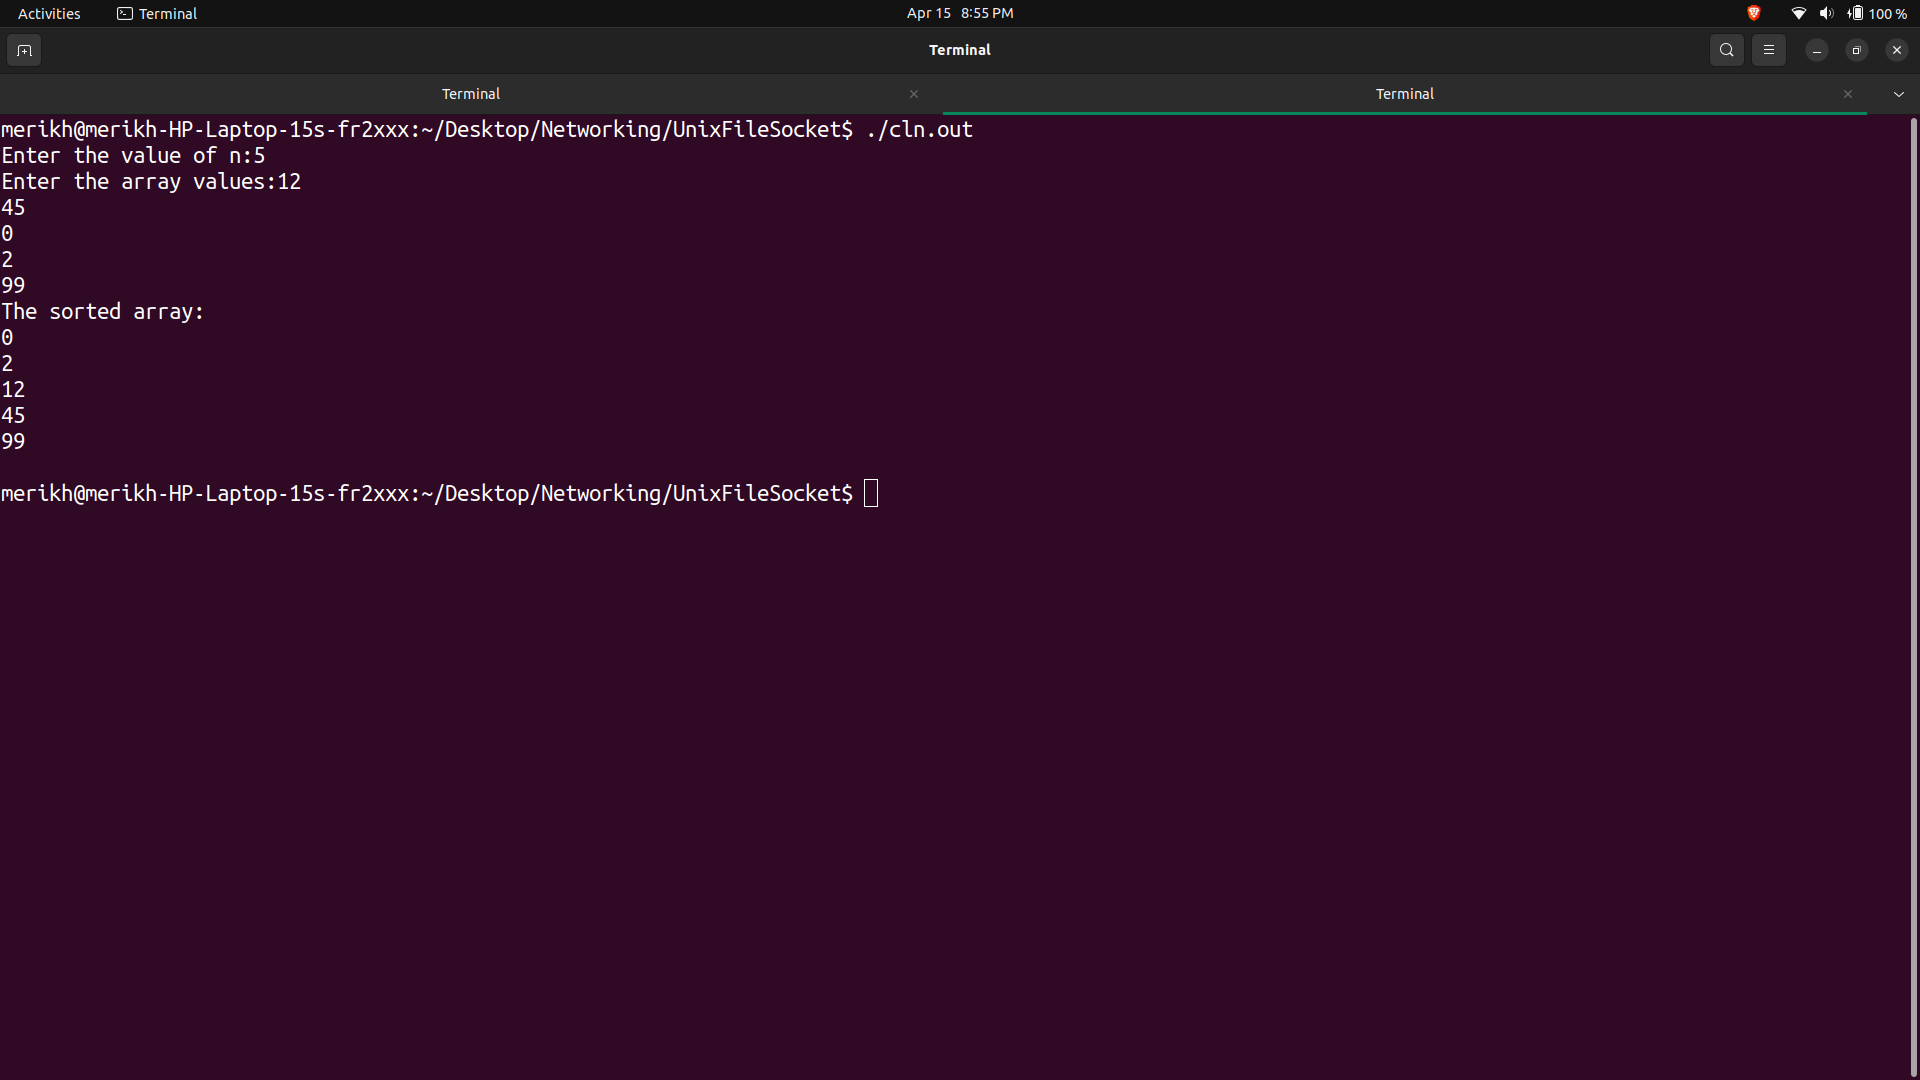 Activities Terminal Apr 15 8:55 PM 100 %
Terminal
Terminal Terminal
merikh@merikh-HP-Laptop-15s-fr2xxx:~/Desktop/Networking/UnixFileSocket$ ./cln.out
Enter the value of n:5
Enter the array values:12
45
0
2
99
The sorted array:
0
2
12
45
99
merikh@merikh-HP-Laptop-15s-fr2xxx:~/Desktop/Networking/UnixFileSocket$